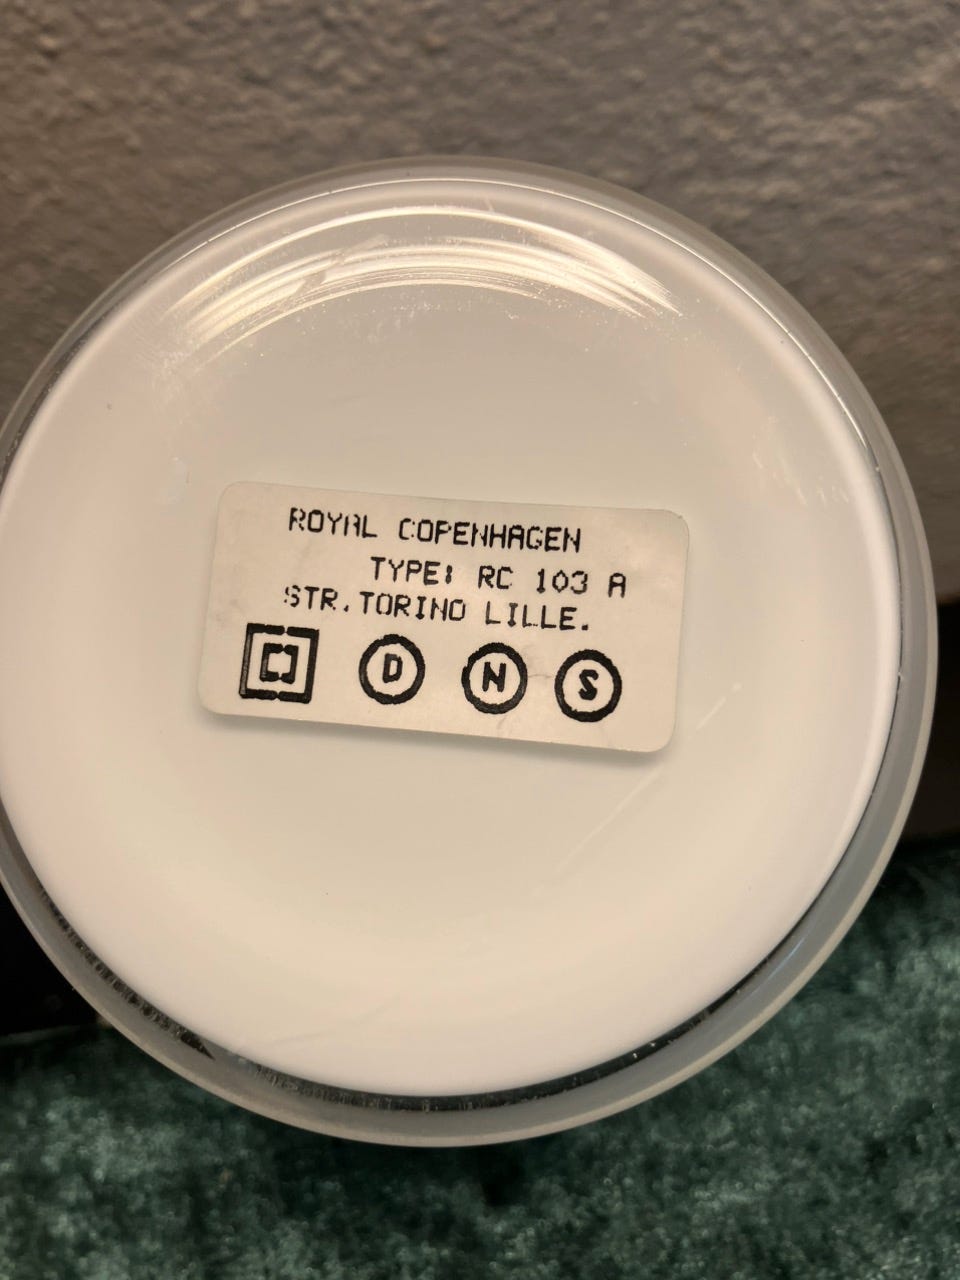 ROYAL COPENHAGEN
TYPE: RC 103 A
STR.TORINO LILLE.
D N S